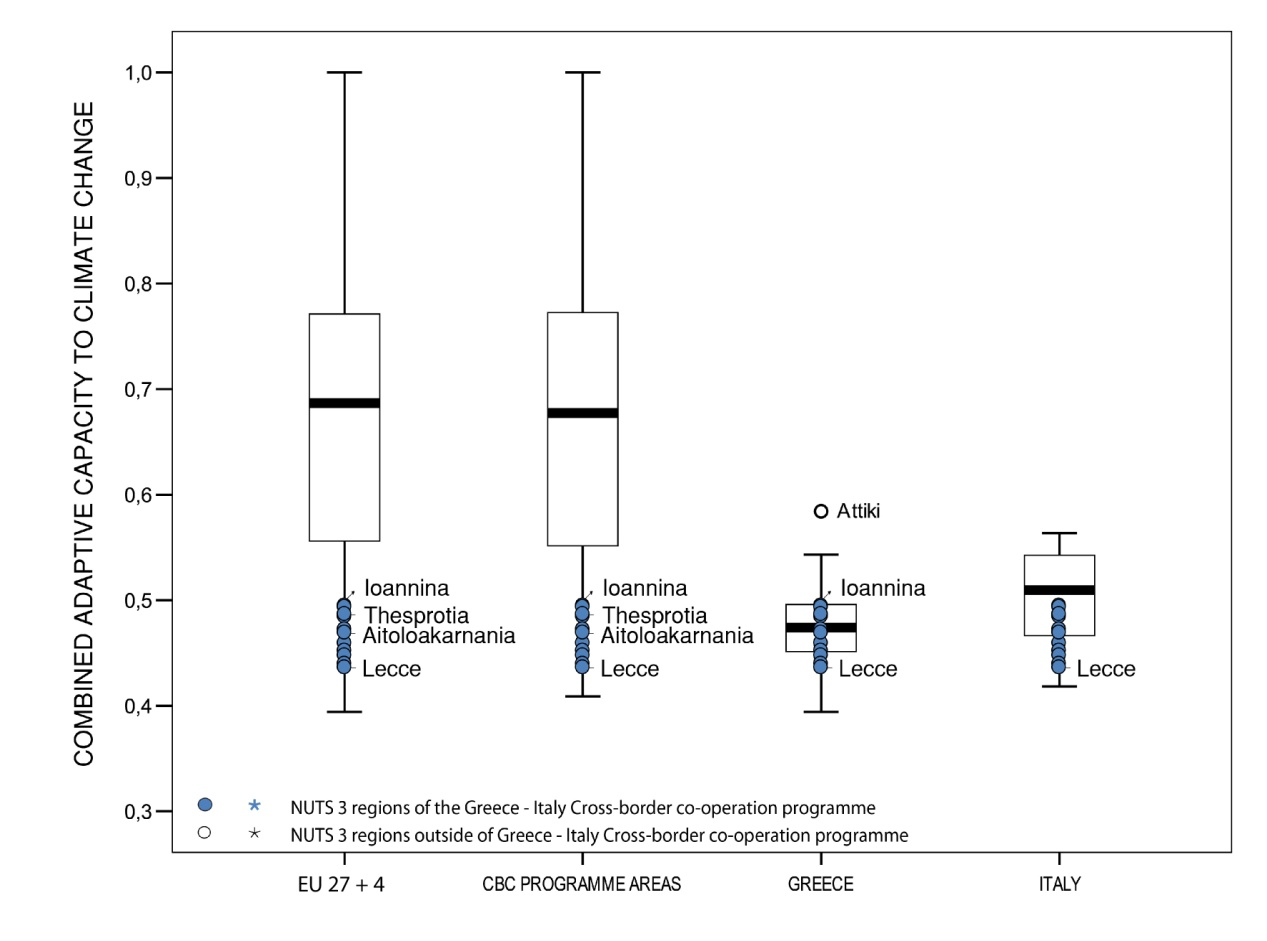 COMBINED ADAPTIVE CAPACITY TO CLIMATE CHANGE
1,0
0,9
0,8
0,7
0,6
0,5
0,4
0,3
Ioannina
Thesprotia
Aitoloakarnania
Lecce
Ioannina
Thesprotia
Aitoloakarnania
Lecce
Attiki
Ioannina
Lecce
Lecce
NUTS 3 regions of the Greece - Italy Cross-border co-operation programme
NUTS 3 regions outside of Greece - Italy Cross-border co-operation programme
EU 27 + 4
CBC PROGRAMME AREAS
GREECE
ITALY